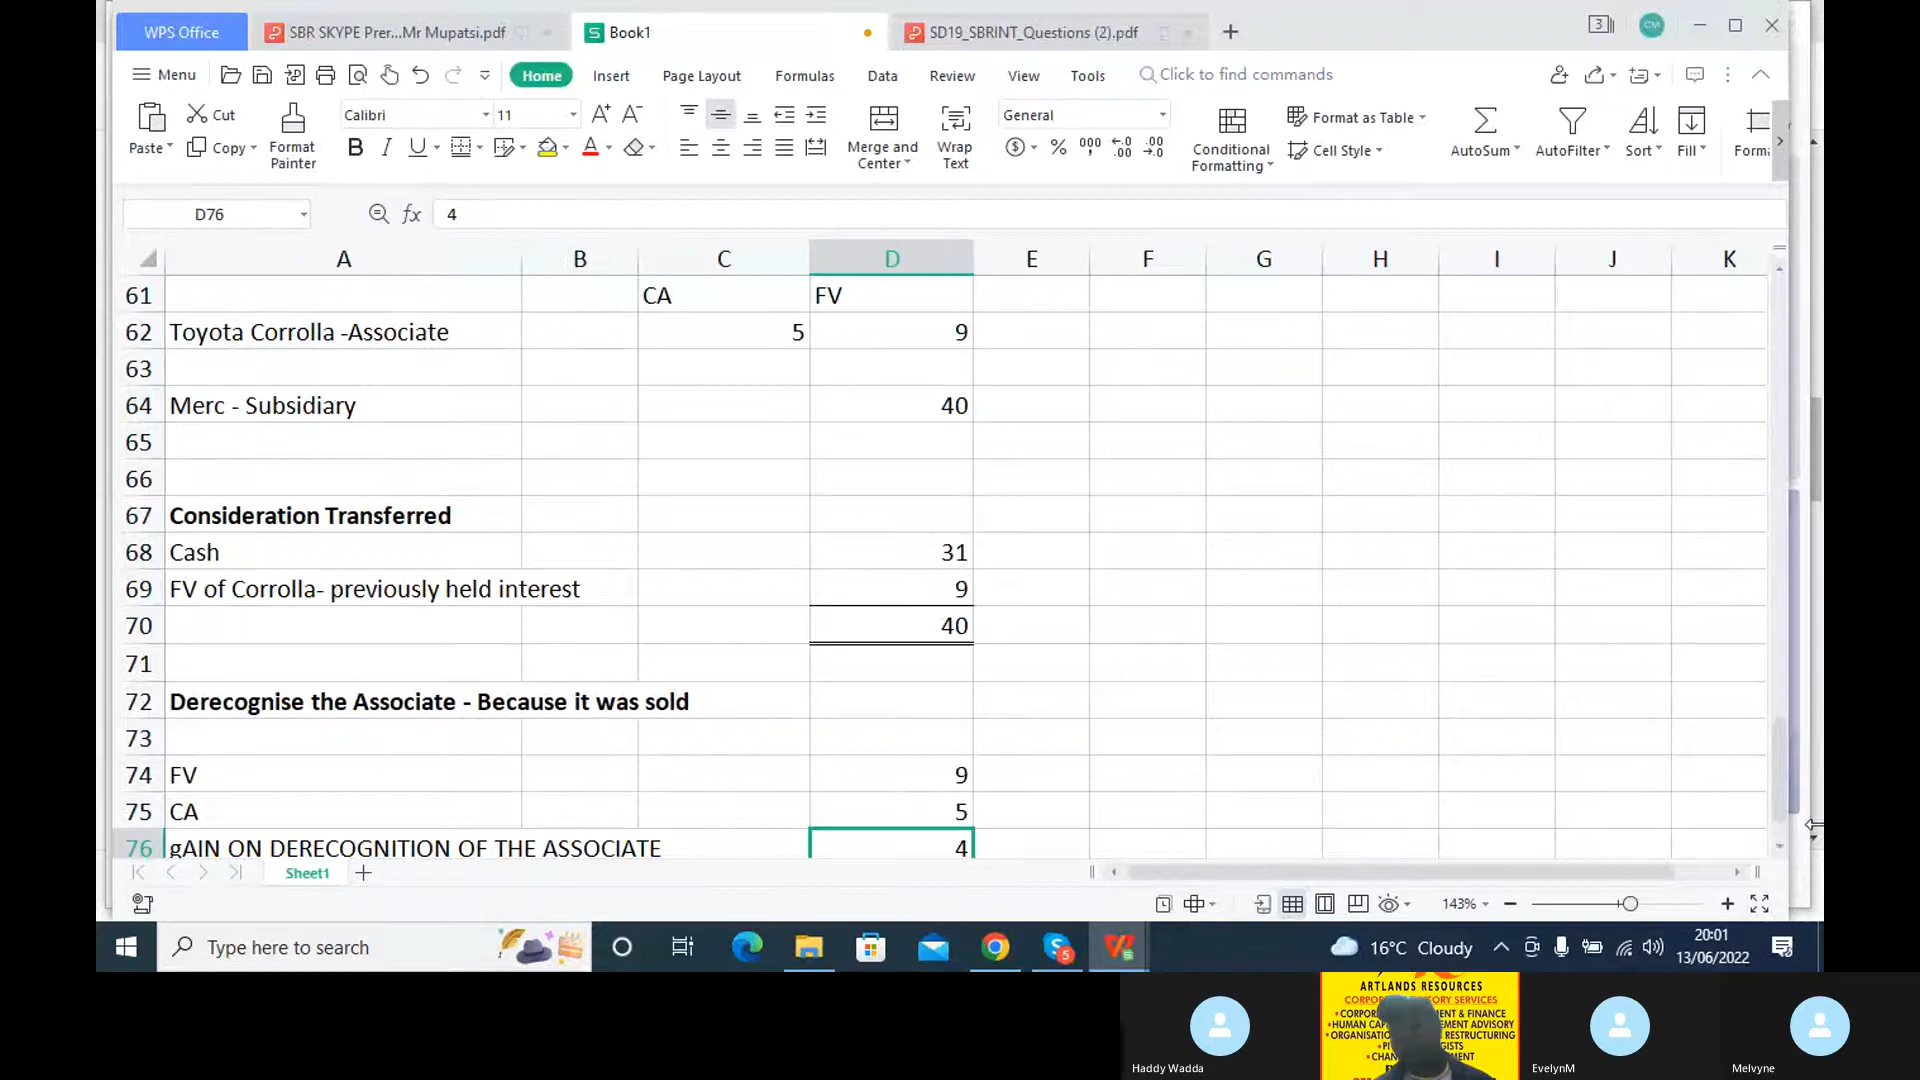 WPS Office
SBR SKYPE Prer...Mr Mupatsi.pdf
Book1
SD19_SBRINT_Questions (2).pdf
3
CM
Menu
Home
Insert
Page Layout
Formulas
Data
Review
View
Tools
Click to find commands
Paste
Cut
Copy
Format
Painter
Calibri
11
A+
A-
B
I
U
A
Merge and
Center
Wrap
Text
General
$
%
000
Conditional
Formatting
Format as Table
Cell Style
AutoSum
AutoFilter
Sort
Fill
Form
D76
fx
4
A B C D E F G H I J K
61 CA FV
62 Toyota Corrolla -Associate 5 9
63
64 Merc - Subsidiary 40
65
66
67 Consideration Transferred
68 Cash 31
69 FV of Corrolla- previously held interest 9
70 40
71
72 Derecognise the Associate - Because it was sold
73
74 FV 9
75 CA 5
76 gAIN ON DERECOGNITION OF THE ASSOCIATE 4
Sheet1
143%
Type here to search
5
16°C Cloudy
20:01
13/06/2022
ARTLANDS RESOURCES
Haddy Wadda
EvelynM
Melvyne